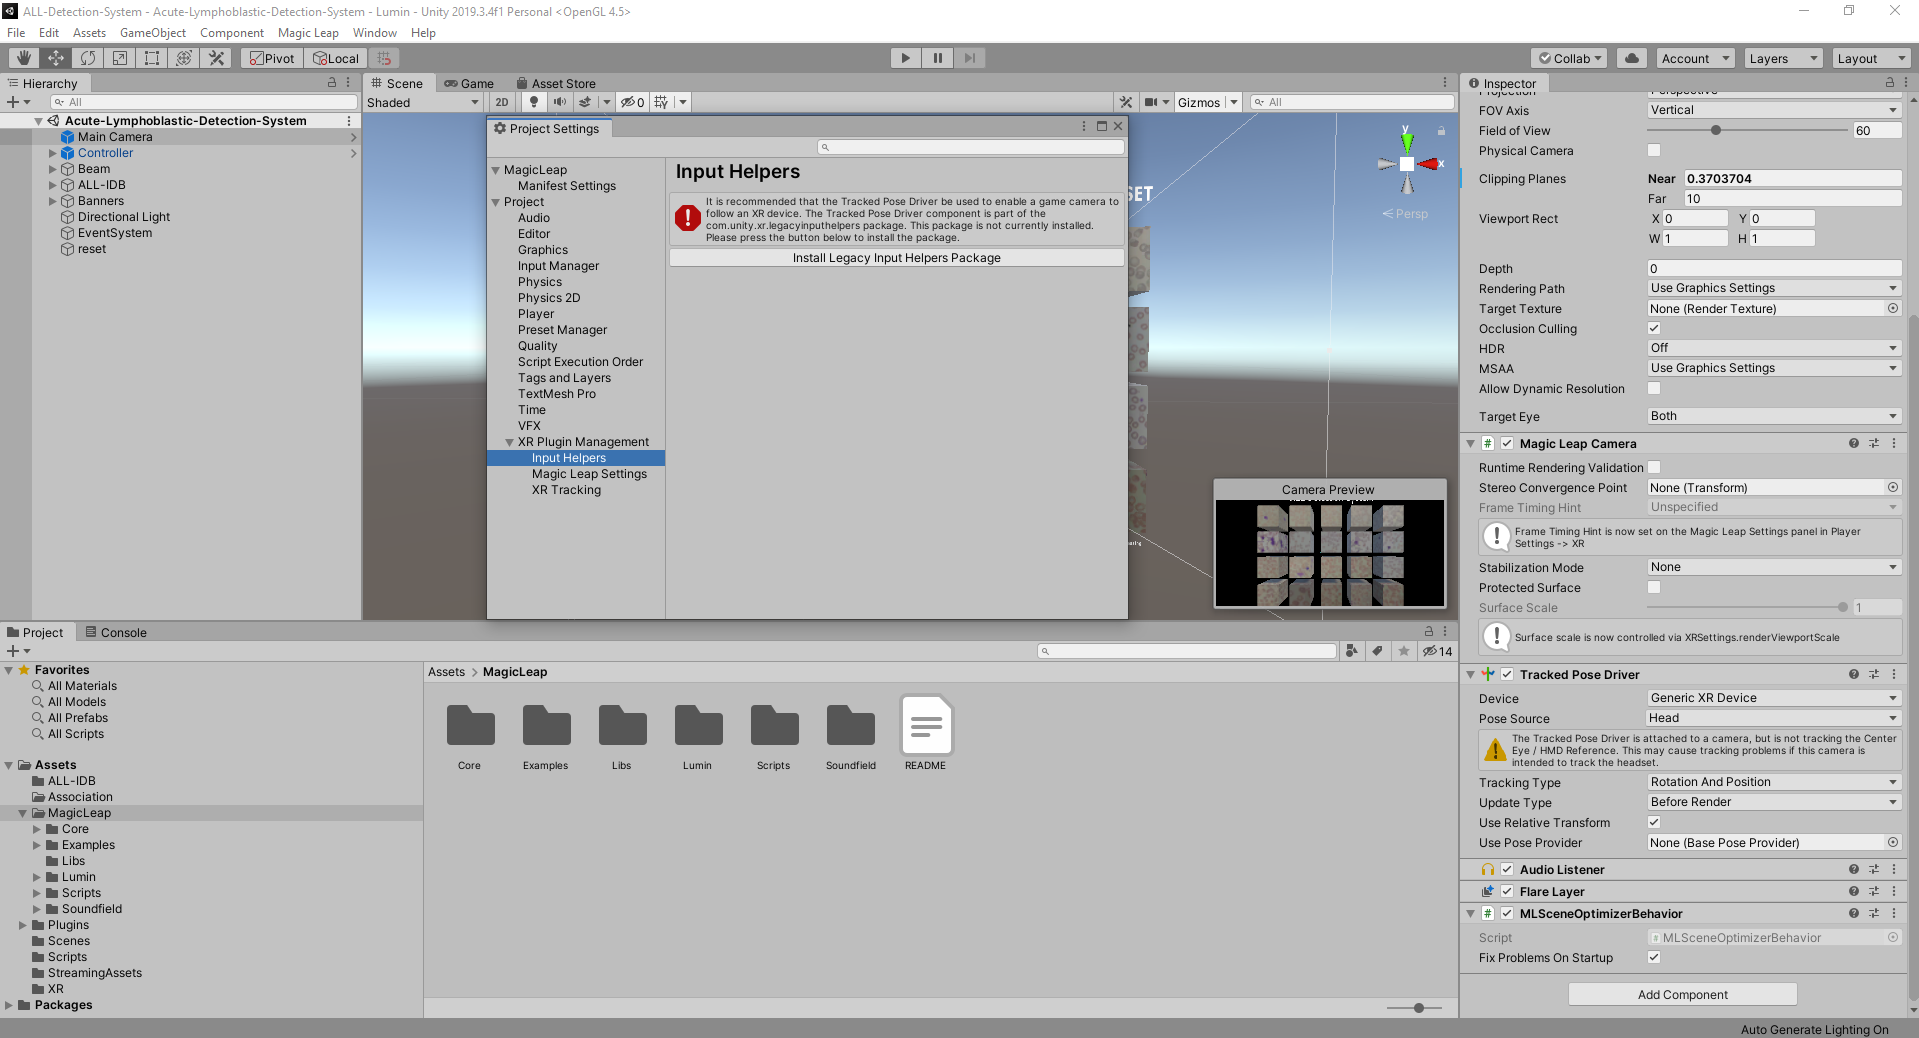 ALL-Detection-System - Acute-Lymphoblastic-Detection-System - Lumin - Unity 2019.3.4f1 Personal <OpenGL 4.5>
File Edit Assets GameObject Component Magic Leap Window Help
Pivot Local Collab Account Layers Layout
Hierarchy
All
Acute-Lymphoblastic-Detection-System
Main Camera
Controller
Beam
ALL-IDB
Banners
Directional Light
EventSystem
reset
Scene Game Asset Store
Shaded 2D 0 Gizmos All
SET
y
x
Persp
Project Settings
MagicLeap
Manifest Settings
Project
Audio
Editor
Graphics
Input Manager
Physics
Physics 2D
Player
Preset Manager
Quality
Script Execution Order
Tags and Layers
TextMesh Pro
Time
VFX
XR Plugin Management
Input Helpers
Magic Leap Settings
XR Tracking
Input Helpers
It is recommended that the Tracked Pose Driver be used to enable a game camera to
follow an XR device. The Tracked Pose Driver component is part of the
com.unity.xr.legacyinputhelpers package. This package is not currently installed.
Please press the button below to install the package.
Install Legacy Input Helpers Package
Camera Preview
Inspector
Projection Perspective
FOV Axis Vertical
Field of View 60
Physical Camera
Clipping Planes Near 0.3703704
Far 10
Viewport Rect X 0 Y 0
W 1 H 1
Depth 0
Rendering Path Use Graphics Settings
Target Texture None (Render Texture)
Occlusion Culling
HDR Off
MSAA Use Graphics Settings
Allow Dynamic Resolution
Target Eye Both
Magic Leap Camera
Runtime Rendering Validation
Stereo Convergence Point None (Transform)
Frame Timing Hint Unspecified
Frame Timing Hint is now set on the Magic Leap Settings panel in Player
Settings -> XR
Stabilization Mode None
Protected Surface
Surface Scale 1
Surface scale is now controlled via XRSettings.renderViewportScale
Tracked Pose Driver
Device Generic XR Device
Pose Source Head
The Tracked Pose Driver is attached to a camera, but is not tracking the Center
Eye / HMD Reference. This may cause tracking problems if this camera is
intended to track the headset.
Tracking Type Rotation And Position
Update Type Before Render
Use Relative Transform
Use Pose Provider None (Base Pose Provider)
Audio Listener
Flare Layer
MLSceneOptimizerBehavior
Script MLSceneOptimizerBehavior
Fix Problems On Startup
Add Component
Project Console
14
Favorites
All Materials
All Models
All Prefabs
All Scripts
Assets
ALL-IDB
Association
MagicLeap
Core
Examples
Libs
Lumin
Scripts
Soundfield
Plugins
Scenes
Scripts
StreamingAssets
XR
Packages
Assets > MagicLeap
Core Examples Libs Lumin Scripts Soundfield README
Auto Generate Lighting On